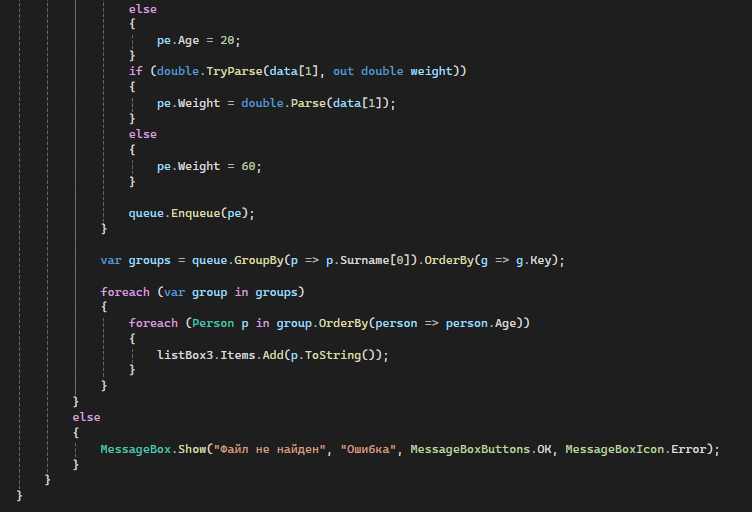 else
{
pe.Age = 20;
}
if (double.TryParse(data[1], out double weight))
{
pe.Weight = double.Parse(data[1]);
}
else
{
pe.Weight = 60;
}
queue.Enqueue(pe);
}
var groups = queue.GroupBy(p => p.Surname[0]).OrderBy(g => g.Key);
foreach (var group in groups)
{
foreach (Person p in group.OrderBy(person => person.Age))
{
listBox3.Items.Add(p.ToString());
}
}
}
else
{
MessageBox.Show("Файл не найден", "Ошибка", MessageBoxButtons.OK, MessageBoxIcon.Error);
}
}
}